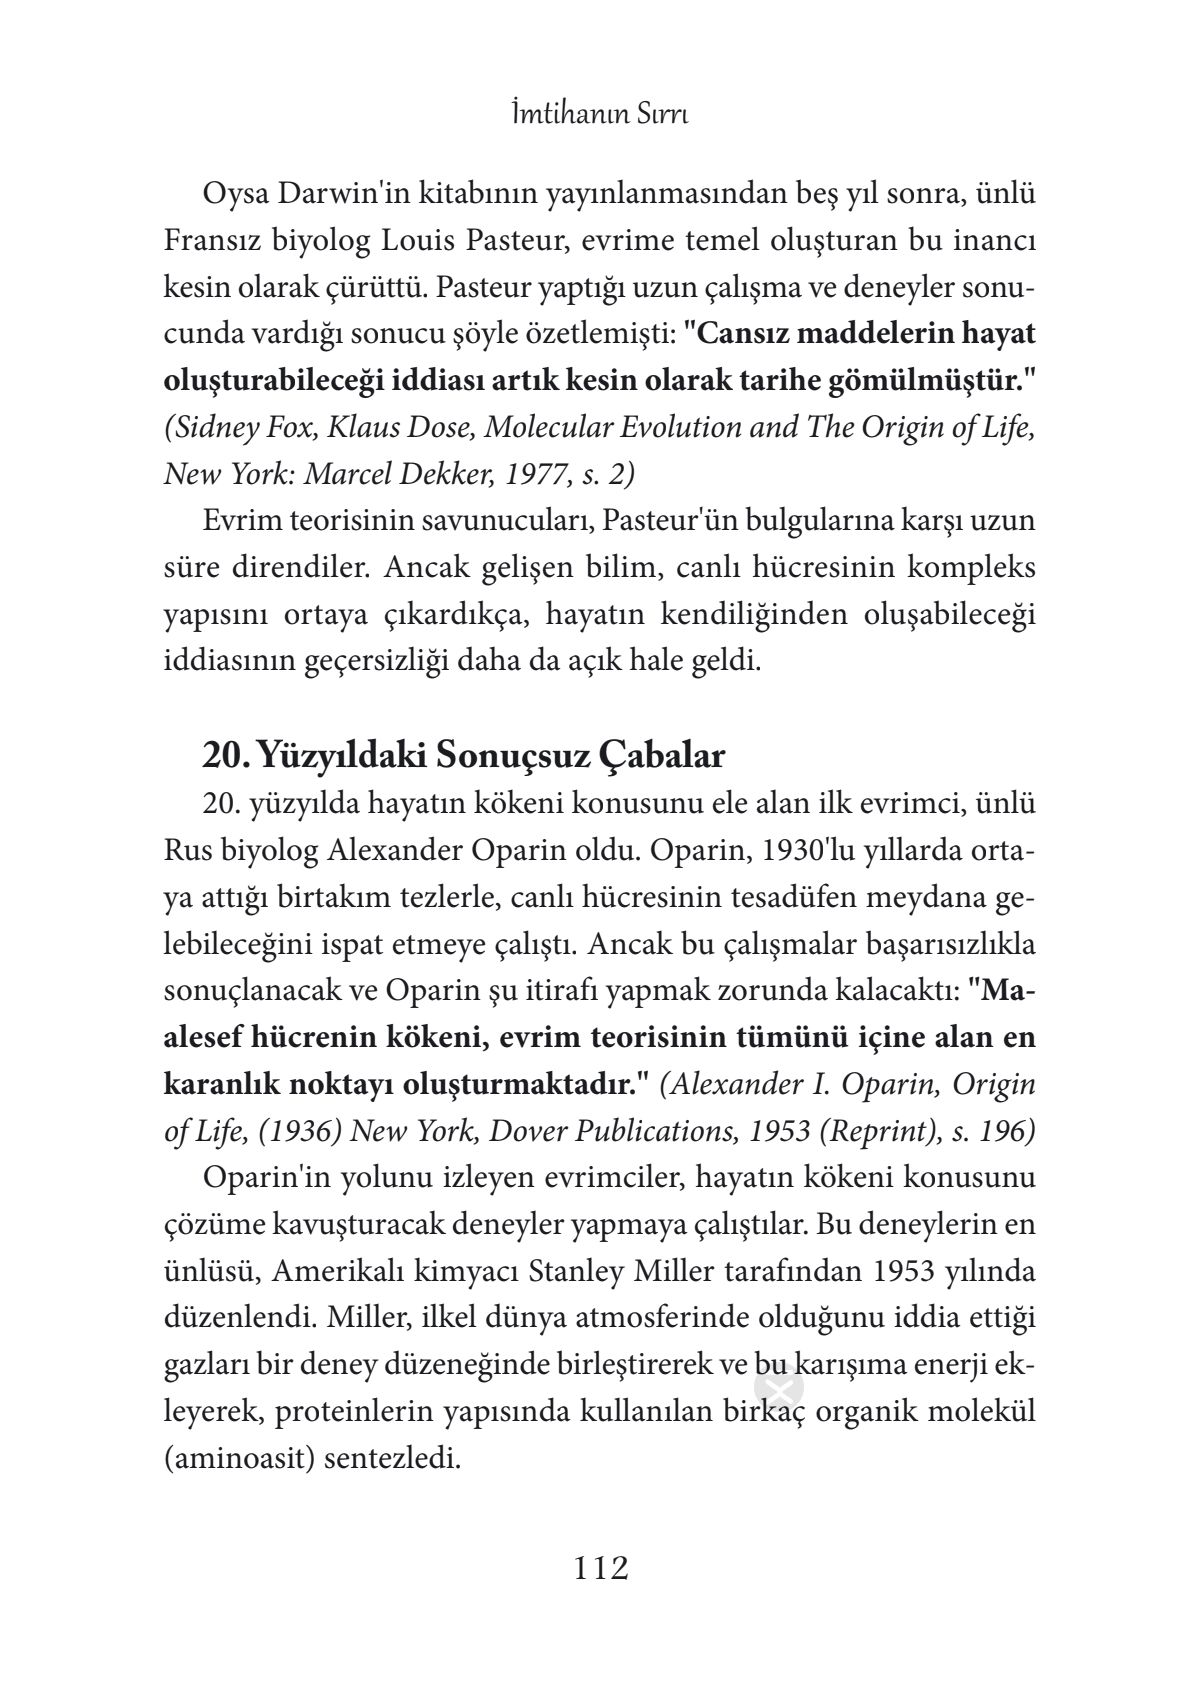 İmtihanın Sırrı
Oysa Darwin'in kitabının yayınlanmasından beş yıl sonra, ünlü
Fransız biyolog Louis Pasteur, evrime temel oluşturan bu inancı
kesin olarak çürüttü. Pasteur yaptığı uzun çalışma ve deneyler sonu-
cunda vardığı sonucu şöyle özetlemişti: "Cansız maddelerin hayat
oluşturabileceği iddiası artık kesin olarak tarihe gömülmüştür."
(Sidney Fox, Klaus Dose, Molecular Evolution and The Origin of Life,
New York: Marcel Dekker, 1977, s. 2)
Evrim teorisinin savunucuları, Pasteur'ün bulgularına karşı uzun
süre direndiler. Ancak gelişen bilim, canlı hücresinin kompleks
yapısını ortaya çıkardıkça, hayatın kendiliğinden oluşabileceği
iddiasının geçersizliği daha da açık hale geldi.
20. Yüzyıldaki Sonuçsuz Çabalar
20. yüzyılda hayatın kökeni konusunu ele alan ilk evrimci, ünlü
Rus biyolog Alexander Oparin oldu. Oparin, 1930'lu yıllarda orta-
ya attığı birtakım tezlerle, canlı hücresinin tesadüfen meydana ge-
lebileceğini ispat etmeye çalıştı. Ancak bu çalışmalar başarısızlıkla
sonuçlanacak ve Oparin şu itirafı yapmak zorunda kalacaktı: "Ma-
alesef hücrenin kökeni, evrim teorisinin tümünü içine alan en
karanlık noktayı oluşturmaktadır." (Alexander I. Oparin, Origin
of Life, (1936) New York, Dover Publications, 1953 (Reprint), s. 196)
Oparin'in yolunu izleyen evrimciler, hayatın kökeni konusunu
çözüme kavuşturacak deneyler yapmaya çalıştılar. Bu deneylerin en
ünlüsü, Amerikalı kimyacı Stanley Miller tarafından 1953 yılında
düzenlendi. Miller, ilkel dünya atmosferinde olduğunu iddia ettiği
gazları bir deney düzeneğinde birleştirerek ve bu karışıma enerji ek-
leyerek, proteinlerin yapısında kullanılan birkaç organik molekül
(aminoasit) sentezledi.
112